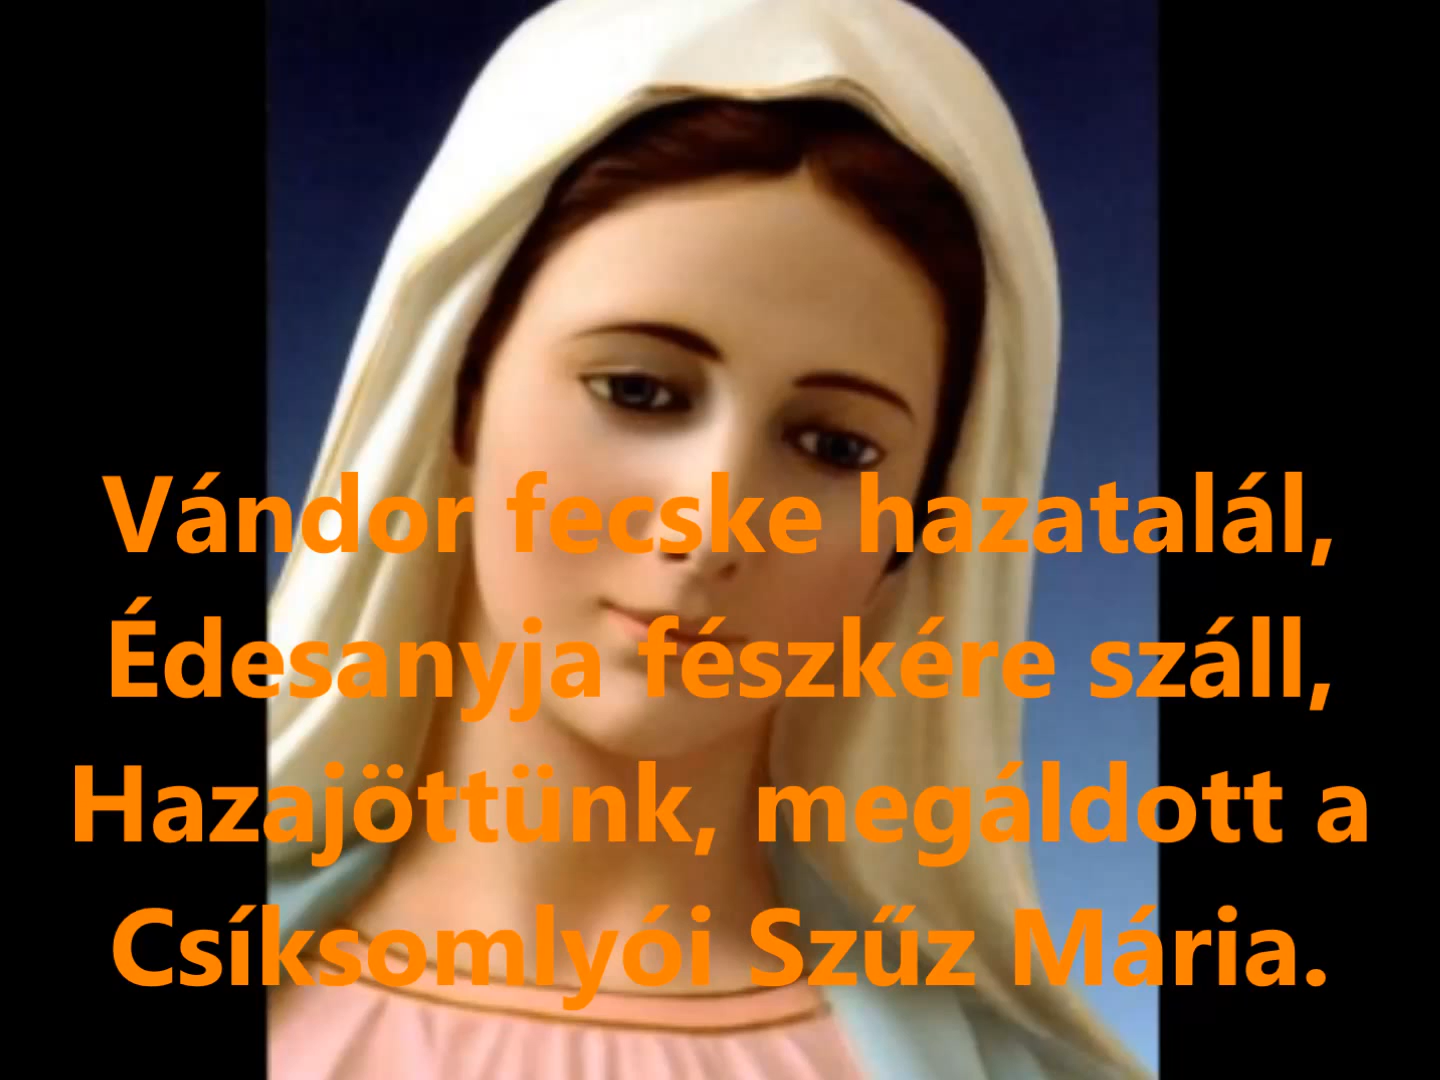 Vándor fecske hazatalál,
Édesanyja fészkére száll,
Hazajöttünk, megáldott a
Csíksomlyói Szűz Mária.